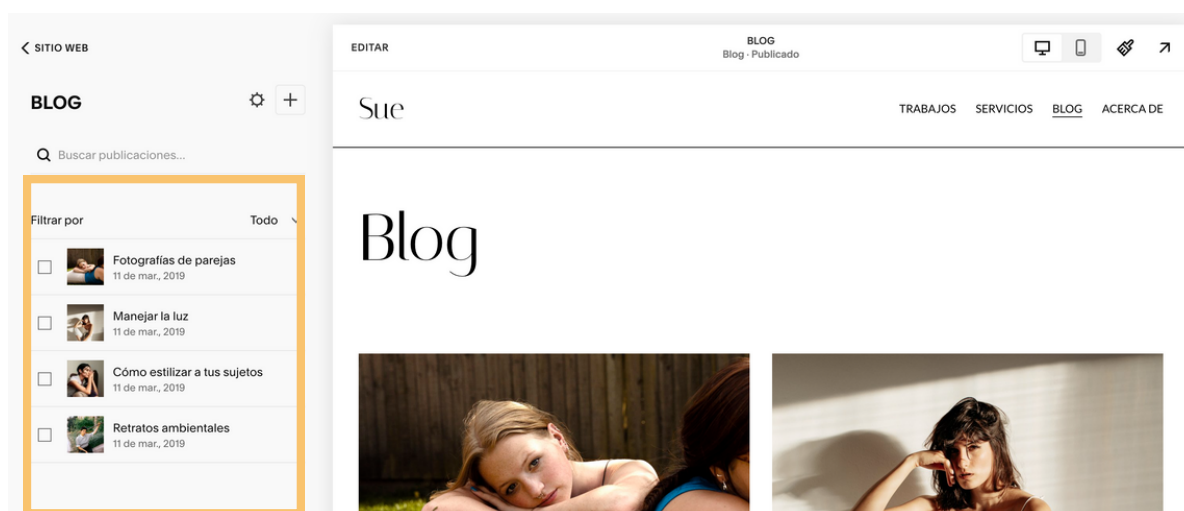 SITIO WEB
BLOG
Buscar publicaciones...
Filtrar por Todo
Fotografías de parejas
11 de mar., 2019
Manejar la luz
11 de mar., 2019
Cómo estilizar a tus sujetos
11 de mar., 2019
Retratos ambientales
11 de mar., 2019
EDITAR
BLOG
Blog · Publicado
Sue
TRABAJOS SERVICIOS BLOG ACERCA DE
Blog